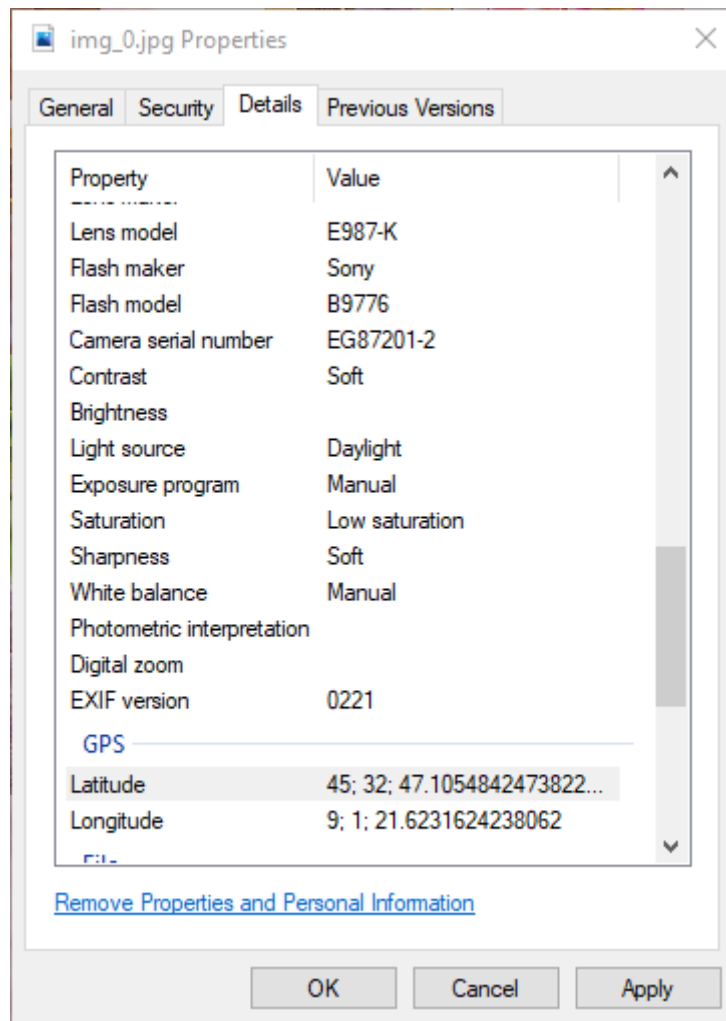 img_0.jpg Properties
General Security Details Previous Versions
Property Value
Lens model E987-K
Flash maker Sony
Flash model B9776
Camera serial number EG87201-2
Contrast Soft
Brightness
Light source Daylight
Exposure program Manual
Saturation Low saturation
Sharpness Soft
White balance Manual
Photometric interpretation
Digital zoom
EXIF version 0221
GPS
Latitude 45; 32; 47.1054842473822...
Longitude 9; 1; 21.6231624238062
Remove Properties and Personal Information
OK Cancel Apply